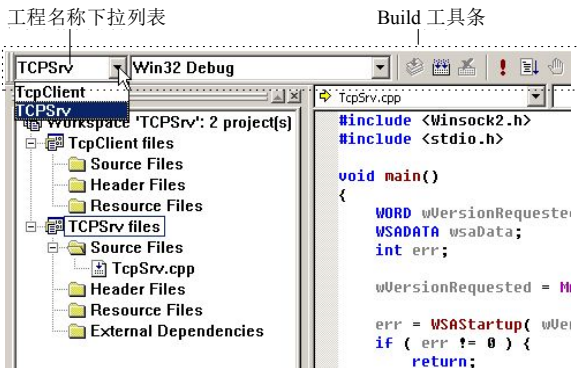 工程名称下拉列表
Build 工具条
TCPSrv
Win32 Debug
TcpClient
TCPSrv
Workspace 'TCPSrv': 2 project(s)
TcpClient files
Source Files
Header Files
Resource Files
TCPSrv files
Source Files
TcpSrv.cpp
Header Files
Resource Files
External Dependencies
TcpSrv.cpp
#include <Winsock2.h>
#include <stdio.h>
void main()
{
WORD wVersionRequeste
WSADATA wsaData;
int err;
wVersionRequested = M
err = WSAStartup( wVer
if ( err != 0 ) {
return;